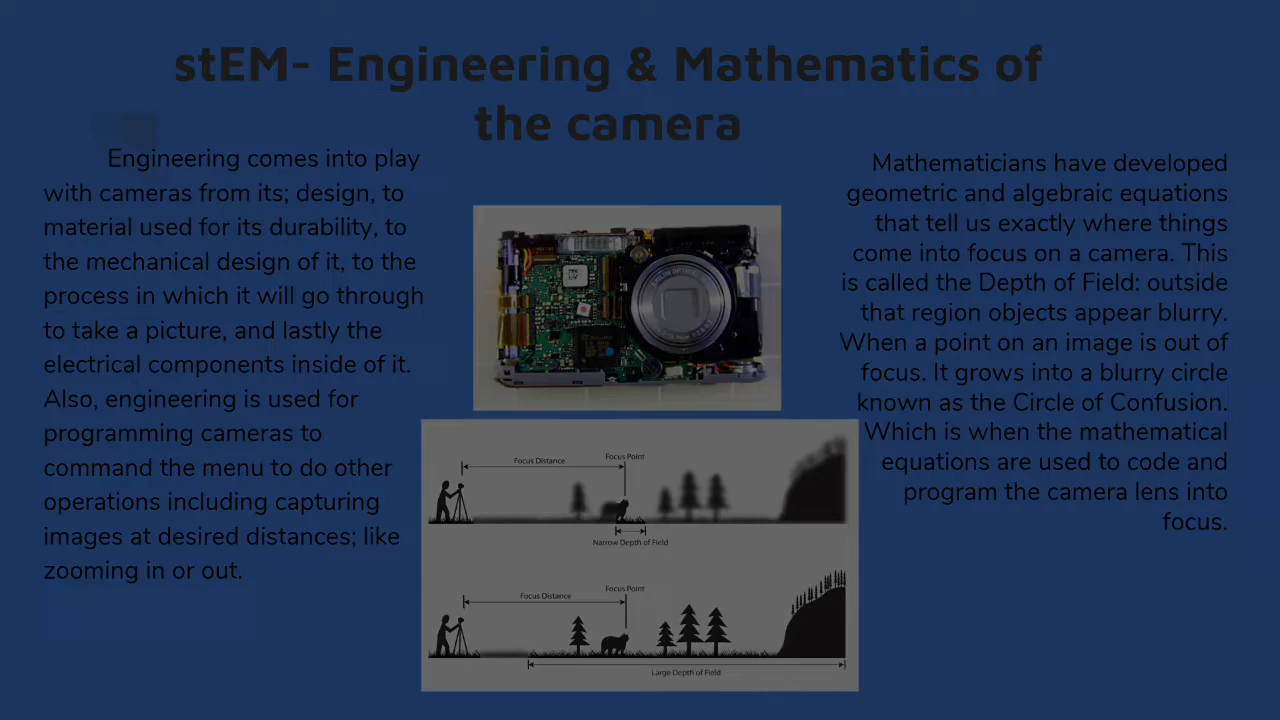 stEM- Engineering & Mathematics of
the camera
Engineering comes into play
with cameras from its; design, to
material used for its durability, to
the mechanical design of it, to the
process in which it will go through
to take a picture, and lastly the
electrical components inside of it.
Also, engineering is used for
programming cameras to
command the menu to do other
operations including capturing
images at desired distances; like
zooming in or out.
Mathematicians have developed
geometric and algebraic equations
that tell us exactly where things
come into focus on a camera. This
is called the Depth of Field: outside
that region objects appear blurry.
When a point on an image is out of
focus. It grows into a blurry circle
known as the Circle of Confusion.
Which is when the mathematical
equations are used to code and
program the camera lens into
focus.
Focus Distance
Focus Point
Narrow Depth of Field
Focus Distance
Focus Point
Large Depth of Field